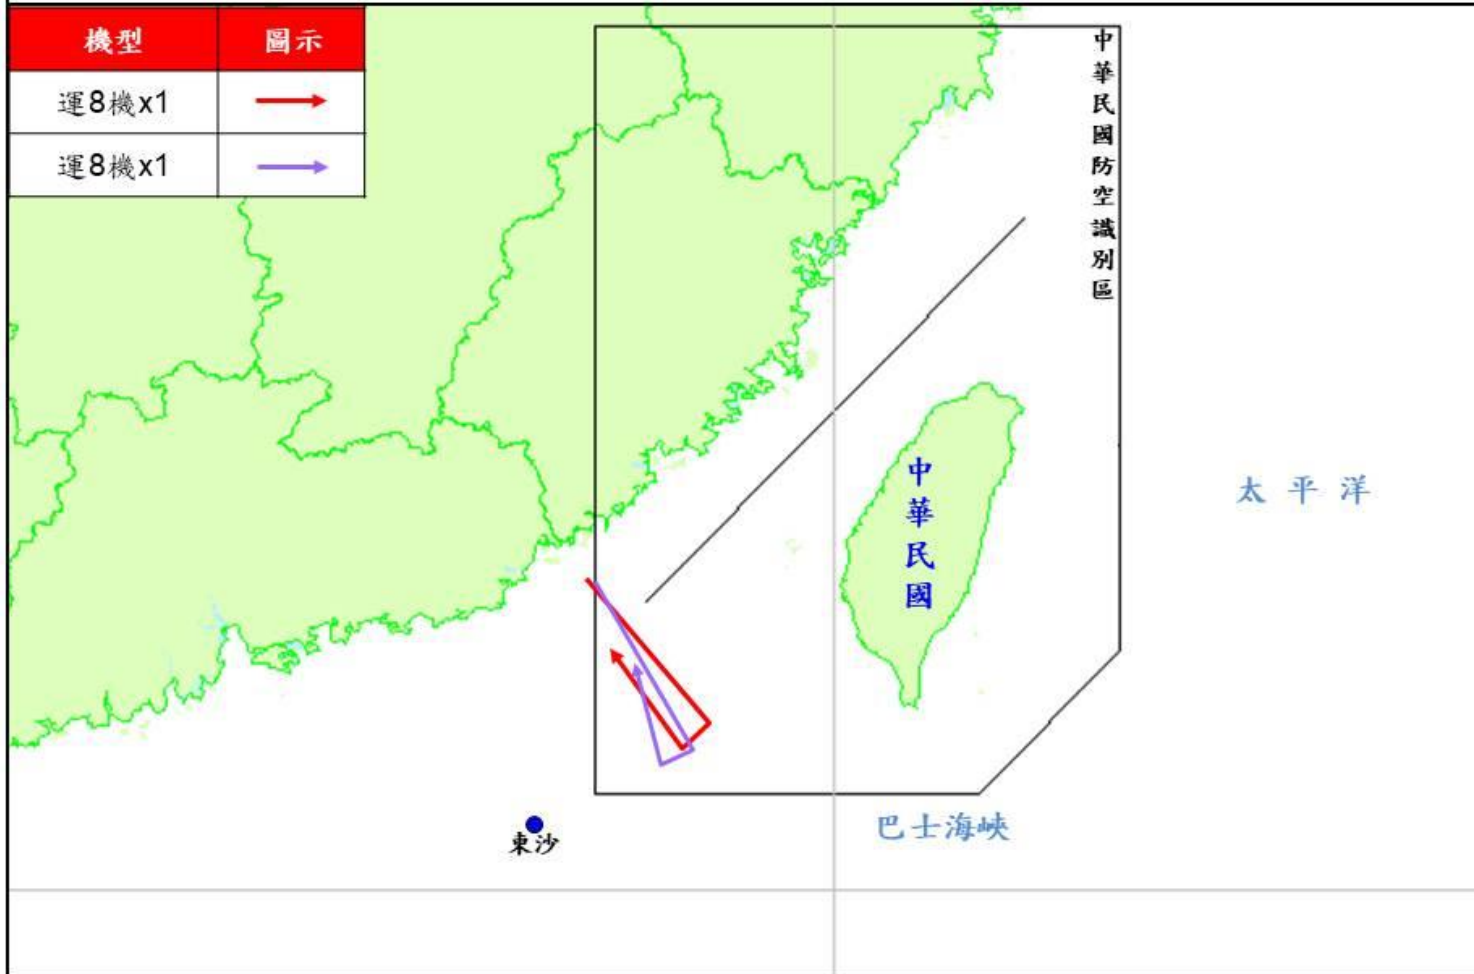 機型 圖示
運8機x1
運8機x1
中華民國防空識別區
中華民國
太平洋
巴士海峽
東沙